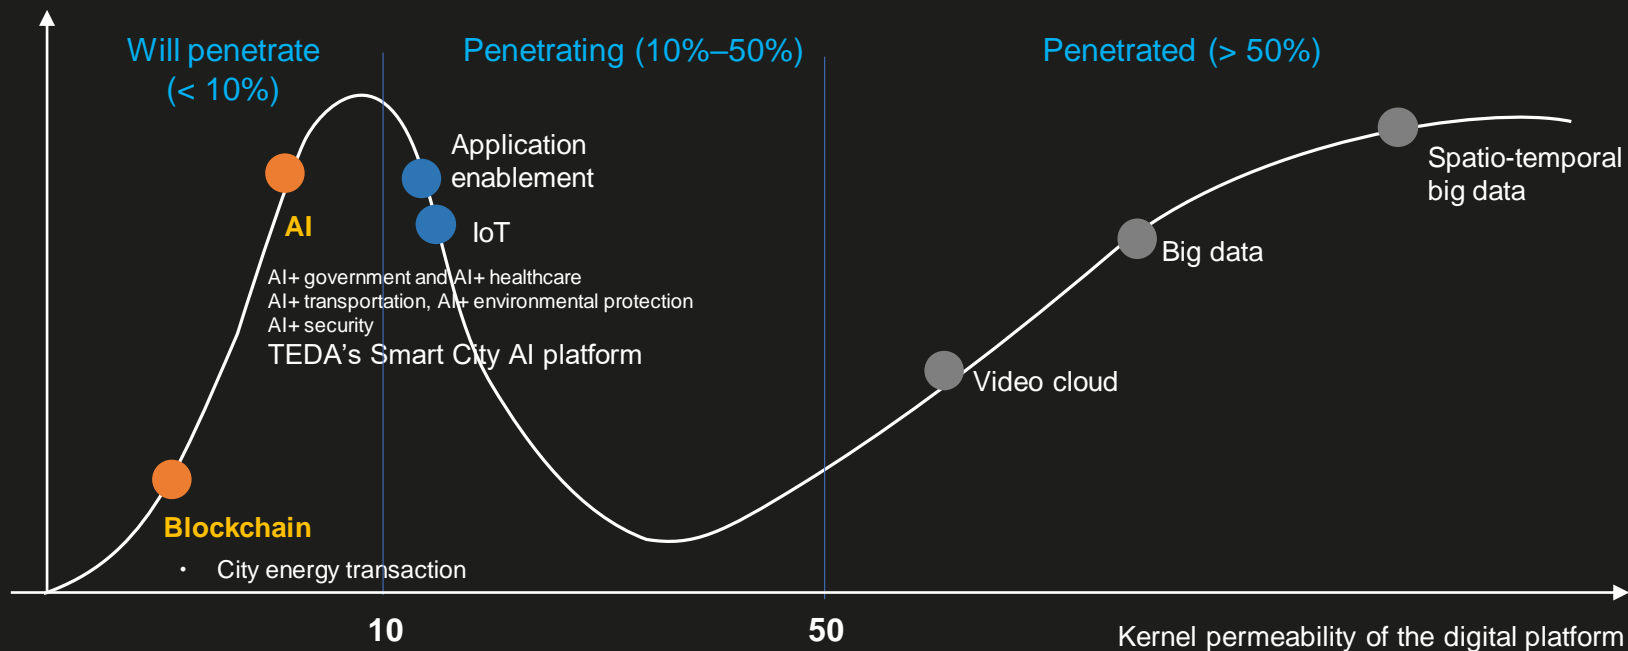 Will penetrate
(< 10%)
Penetrating (10%–50%)
Penetrated (> 50%)
Application
enablement
IoT
AI
AI+ government and AI+ healthcare
AI+ transportation, AI+ environmental protection
AI+ security
TEDA's Smart City AI platform
Blockchain
• City energy transaction
Spatio-temporal
big data
Big data
Video cloud
10
50
Kernel permeability of the digital platform